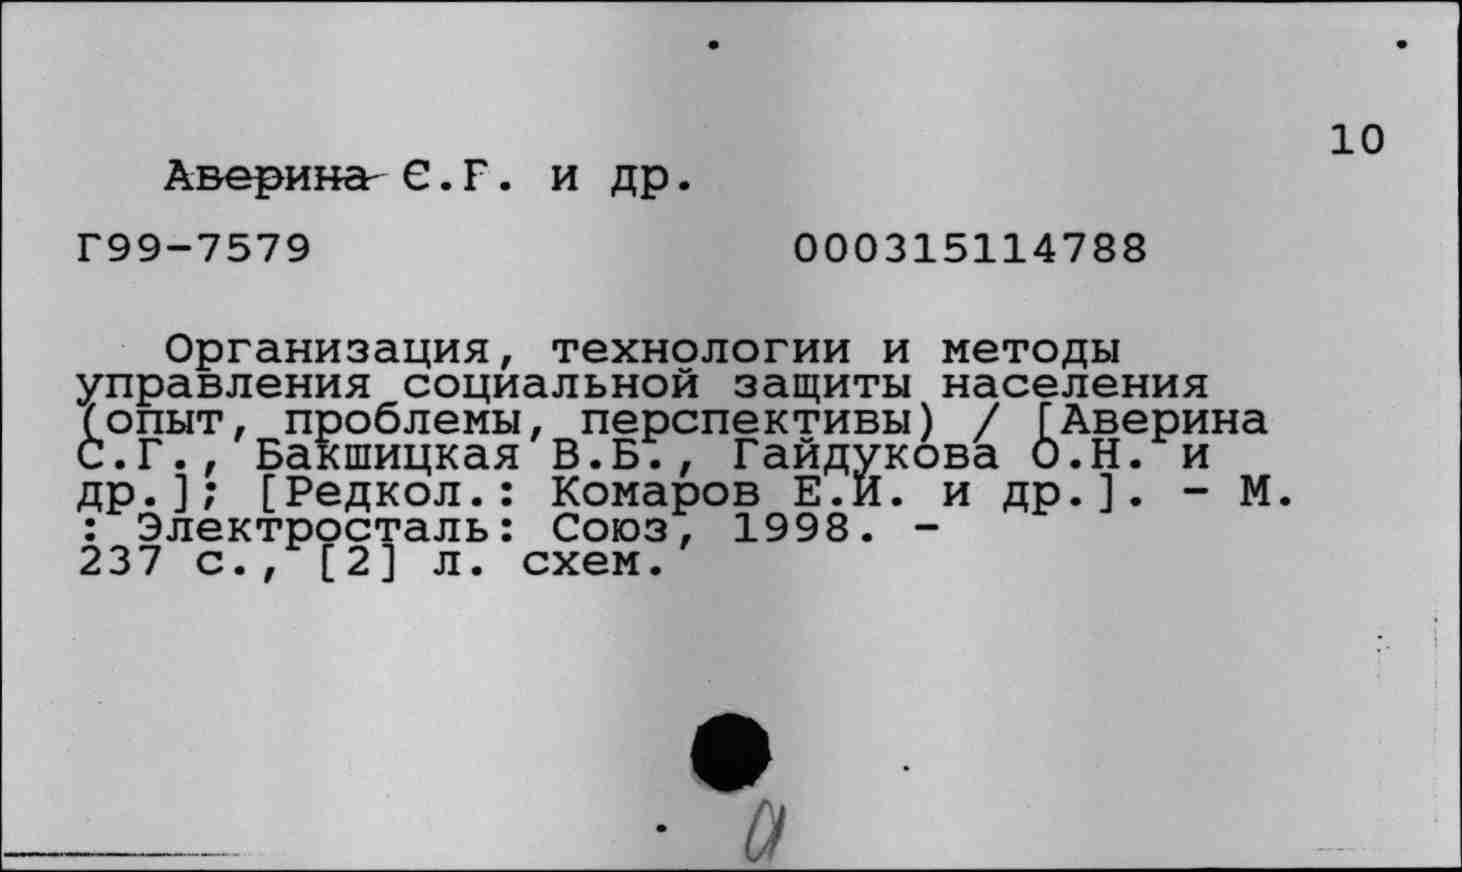 10
Аверина С.Г. и др.
Г99-7579 000315114788
Организация, технологии и методы
управления социальной защиты населения
(опыт, проблемы, перспективы) / [Аверина
С.Г., Бакшицкая В.Б., Гайдукова О.Н. и
др.]; [Редкол.: Комаров Е.И. и др.]. - М.
: Электросталь: Союз, 1998. -
237 с., [2] л. схем.